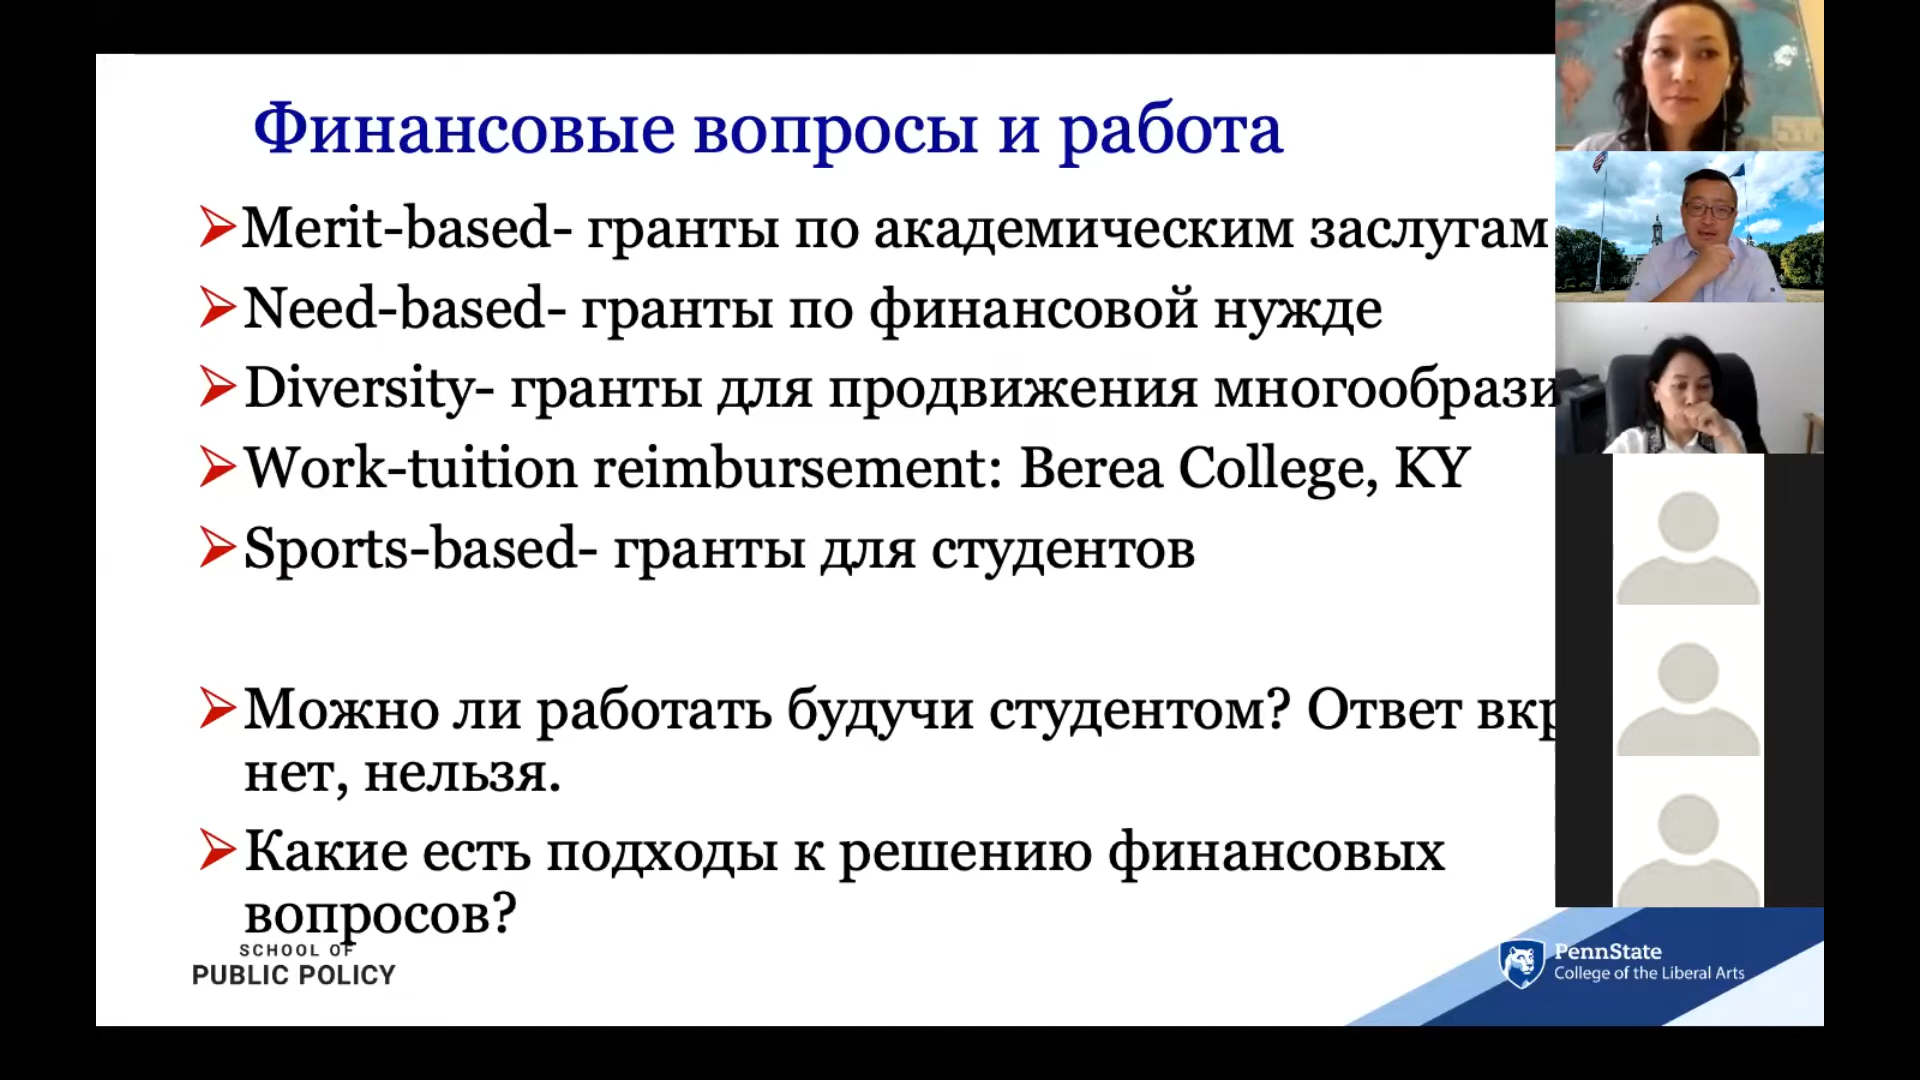 Финансовые вопросы и работа
Merit-based- гранты по академическим заслугам
Need-based- гранты по финансовой нужде
Diversity- гранты для продвижения
Work-tuition reimbursement: Berea College, KY
Sports-based- гранты для студентов
Можно ли работать будучи студентом? Ответ
нет, нельзя.
Какие есть подходы к решению финансовых
вопросов?
SCHOOL OF
PUBLIC POLICY
PennState
College of the Liberal Arts